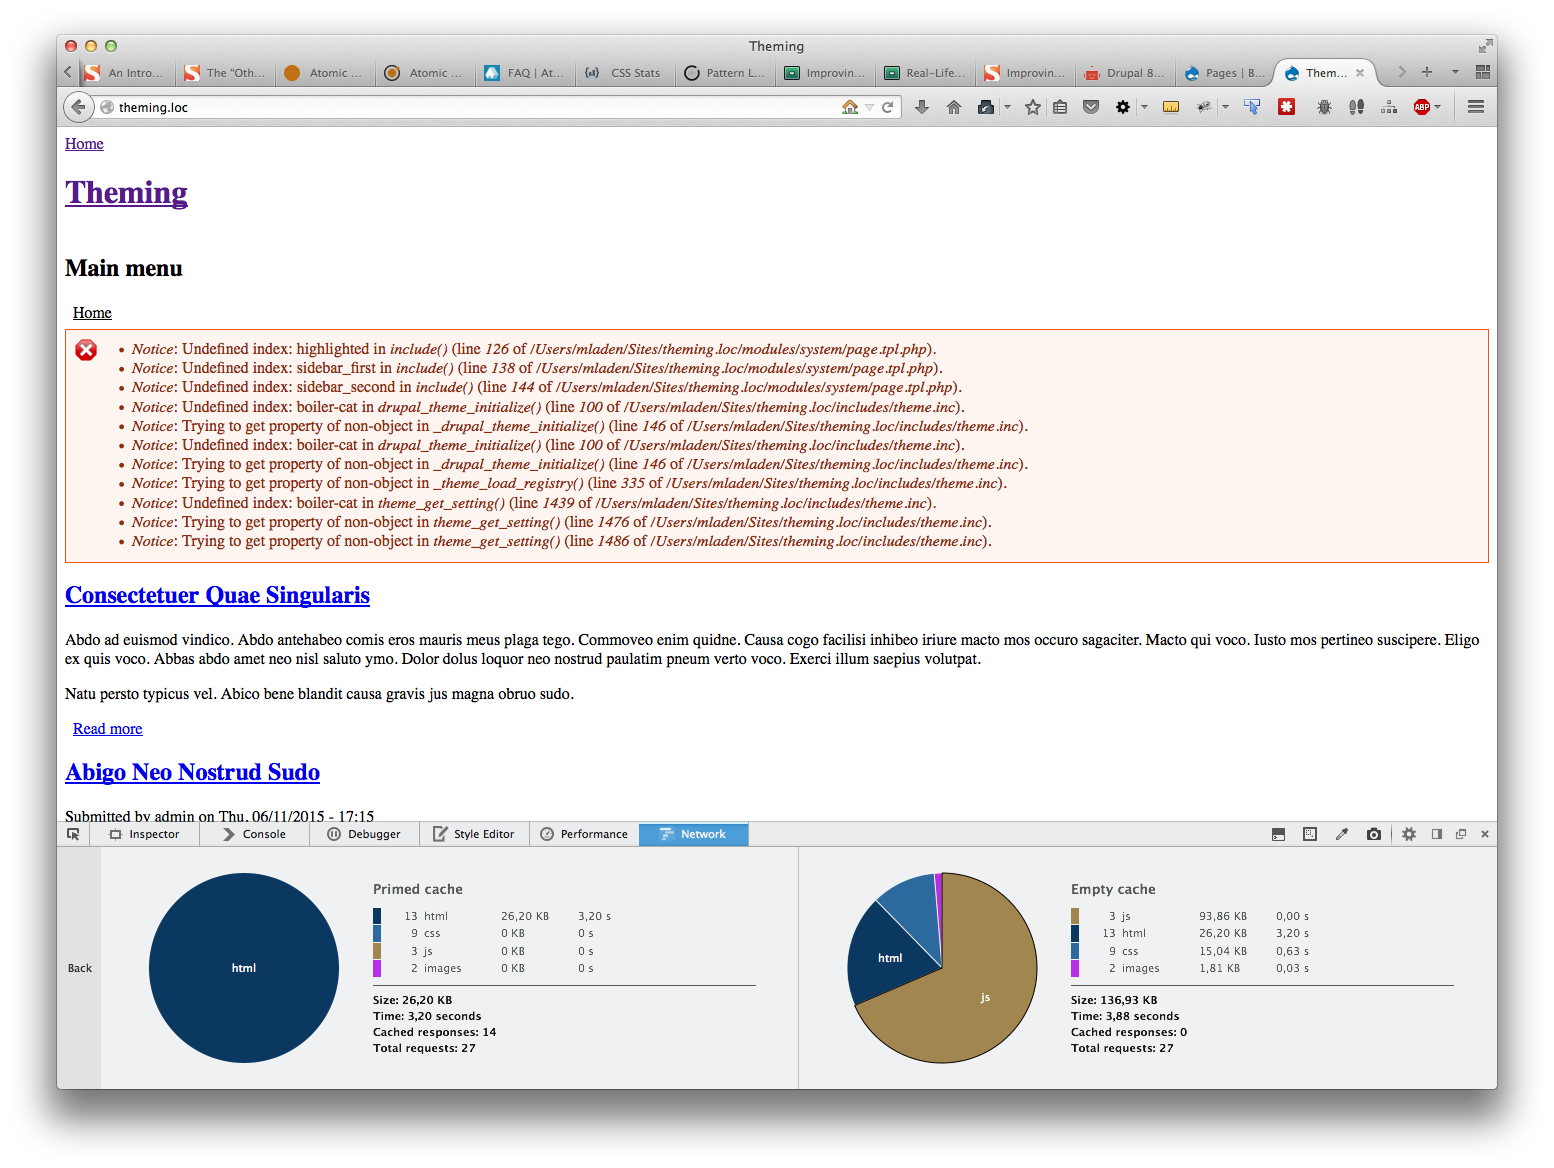 Theming
An Intro...
The "Oth...
Atomic ...
Atomic ...
FAQ | At...
{ıı} CSS Stats
Pattern L...
Improvin...
Real-Life...
Improvin...
Drupal 8...
Pages | B...
Them...
theming.loc
ABP
Home
Theming
Main menu
Home
• Notice: Undefined index: highlighted in include() (line 126 of /Users/mladen/Sites/theming.loc/modules/system/page.tpl.php).
• Notice: Undefined index: sidebar_first in include() (line 138 of /Users/mladen/Sites/theming.loc/modules/system/page.tpl.php).
• Notice: Undefined index: sidebar_second in include() (line 144 of /Users/mladen/Sites/theming.loc/modules/system/page.tpl.php).
• Notice: Undefined index: boiler-cat in drupal_theme_initialize() (line 100 of /Users/mladen/Sites/theming.loc/includes/theme.inc).
• Notice: Trying to get property of non-object in _drupal_theme_initialize() (line 146 of /Users/mladen/Sites/theming.loc/includes/theme.inc).
• Notice: Undefined index: boiler-cat in drupal_theme_initialize() (line 100 of /Users/mladen/Sites/theming.loc/includes/theme.inc).
• Notice: Trying to get property of non-object in _drupal_theme_initialize() (line 146 of /Users/mladen/Sites/theming.loc/includes/theme.inc).
• Notice: Trying to get property of non-object in _theme_load_registry() (line 335 of /Users/mladen/Sites/theming.loc/includes/theme.inc).
• Notice: Undefined index: boiler-cat in theme_get_setting() (line 1439 of /Users/mladen/Sites/theming.loc/includes/theme.inc).
• Notice: Trying to get property of non-object in theme_get_setting() (line 1476 of /Users/mladen/Sites/theming.loc/includes/theme.inc).
• Notice: Trying to get property of non-object in theme_get_setting() (line 1486 of /Users/mladen/Sites/theming.loc/includes/theme.inc).
Consectetuer Quae Singularis
Abdo ad euismod vindico. Abdo antehabeo comis eros mauris meus plaga tego. Commoveo enim quidne. Causa cogo facilisi inhibeo iriure macto mos occuro sagaciter. Macto qui voco. Iusto mos pertineo suscipere. Eligo
ex quis voco. Abbas abdo amet neo nisl saluto ymo. Dolor dolus loquor neo nostrud paulatim pneum verto voco. Exerci illum saepius volutpat.
Natu persto typicus vel. Abico bene blandit causa gravis jus magna obruo sudo.
Read more
Abigo Neo Nostrud Sudo
Submitted by admin on Thu, 06/11/2015 - 17:15
Inspector
Console
Debugger
Style Editor
Performance
Network
Back
html
Primed cache
13 html 26,20 KB 3,20 s
9 css 0 KB 0 s
3 js 0 KB 0 s
2 images 0 KB 0 s
Size: 26,20 KB
Time: 3,20 seconds
Cached responses: 14
Total requests: 27
html
js
Empty cache
3 js 93,86 KB 0,00 s
13 html 26,20 KB 3,20 s
9 css 15,04 KB 0,63 s
2 images 1,81 KB 0,03 s
Size: 136,93 KB
Time: 3,88 seconds
Cached responses: 0
Total requests: 27